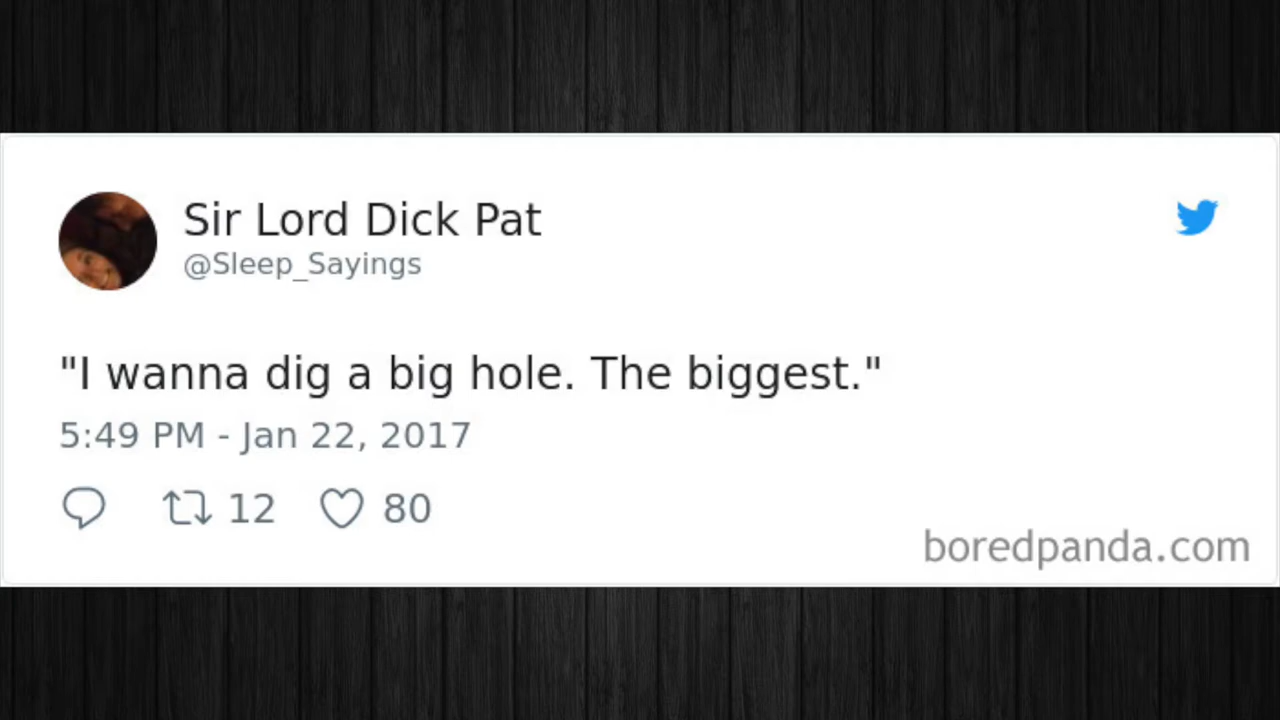 Sir Lord Dick Pat
@Sleep_Sayings
"I wanna dig a big hole. The biggest."
5:49 PM - Jan 22, 2017
12 80
boredpanda.com